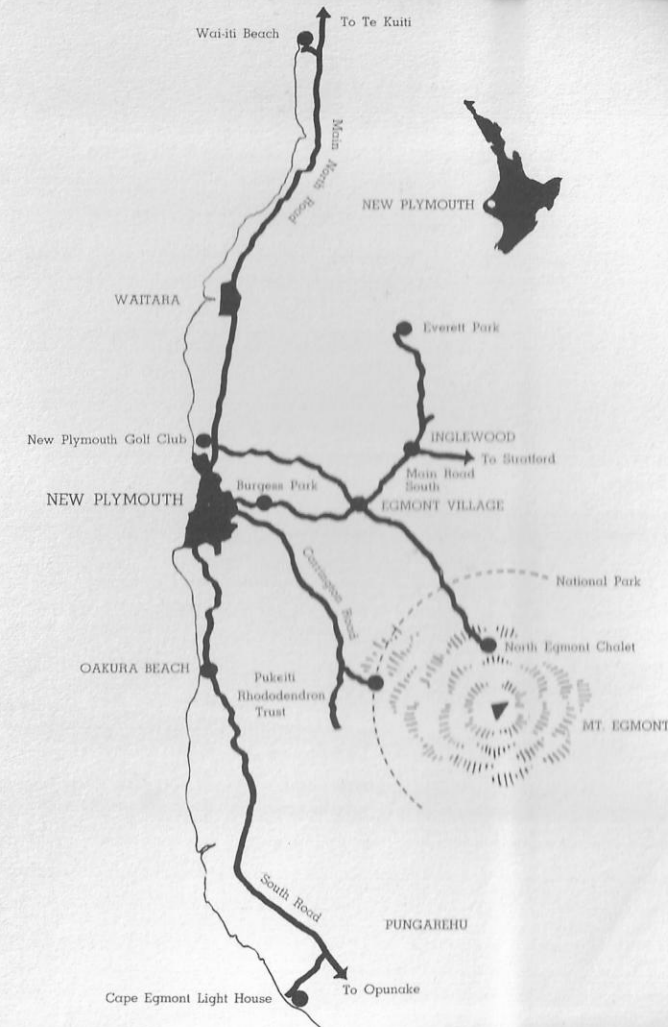 To Te Kuiti
Wai-iti Beach
Main North Road
NEW PLYMOUTH
WAITARA
Everett Park
New Plymouth Golf Club
INGLEWOOD
To Stratford
Main Road
South
Burgess Park
NEW PLYMOUTH
EGMONT VILLAGE
Carrington Road
National Park
North Egmont Chalet
OAKURA BEACH
Pukeiti
Rhododendron
Trust
MT. EGMONT
South Road
PUNGAREHU
To Opunake
Cape Egmont Light House